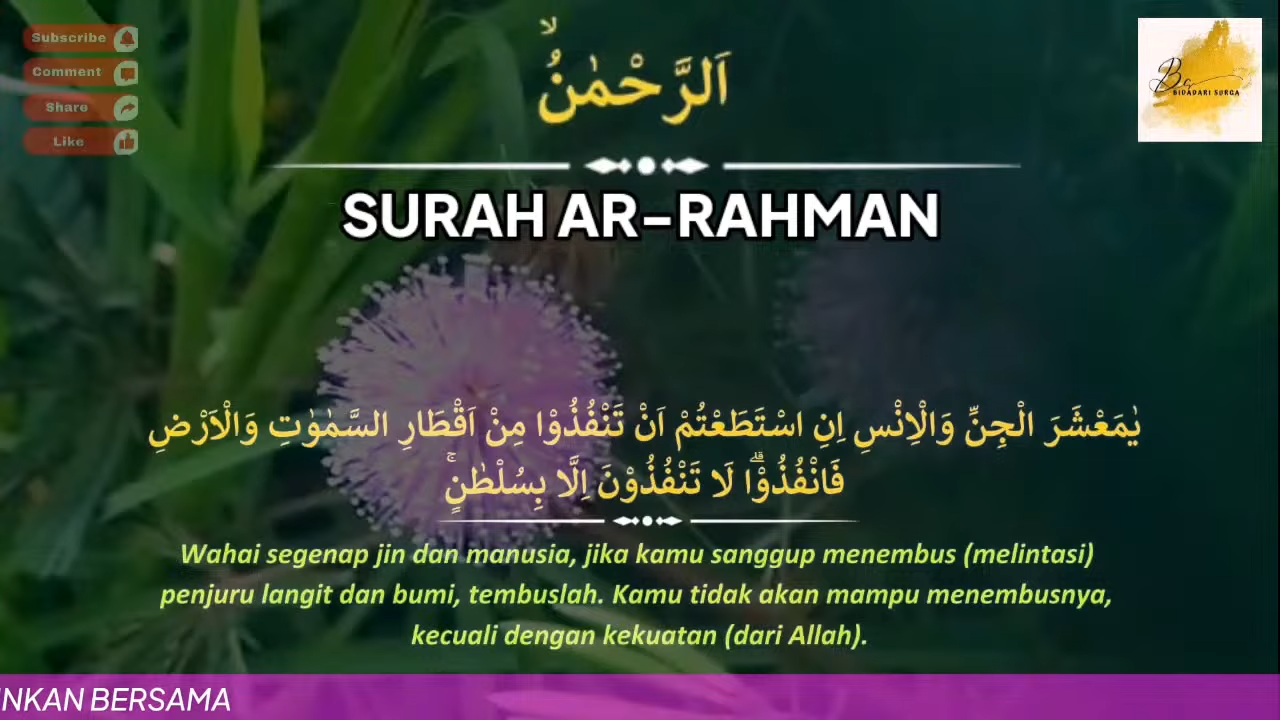 Subscribe
Comment
Share
Like
اَلرَّحْمٰنُۙ
Bs
BIDADARI SURGA
SURAH AR-RAHMAN
يٰمَعْشَرَ الْجِنِّ وَالْاِنْسِ اِنِ اسْتَطَعْتُمْ اَنْ تَنْفُذُوْا مِنْ اَقْطَارِ السَّمٰوٰتِ وَالْاَرْضِ
فَانْفُذُوْاۗ لَا تَنْفُذُوْنَ اِلَّا بِسُلْطٰنٍۚ
Wahai segenap jin dan manusia, jika kamu sanggup menembus (melintasi)
penjuru langit dan bumi, tembuslah. Kamu tidak akan mampu menembusnya,
kecuali dengan kekuatan (dari Allah).
INKAN BERSAMA